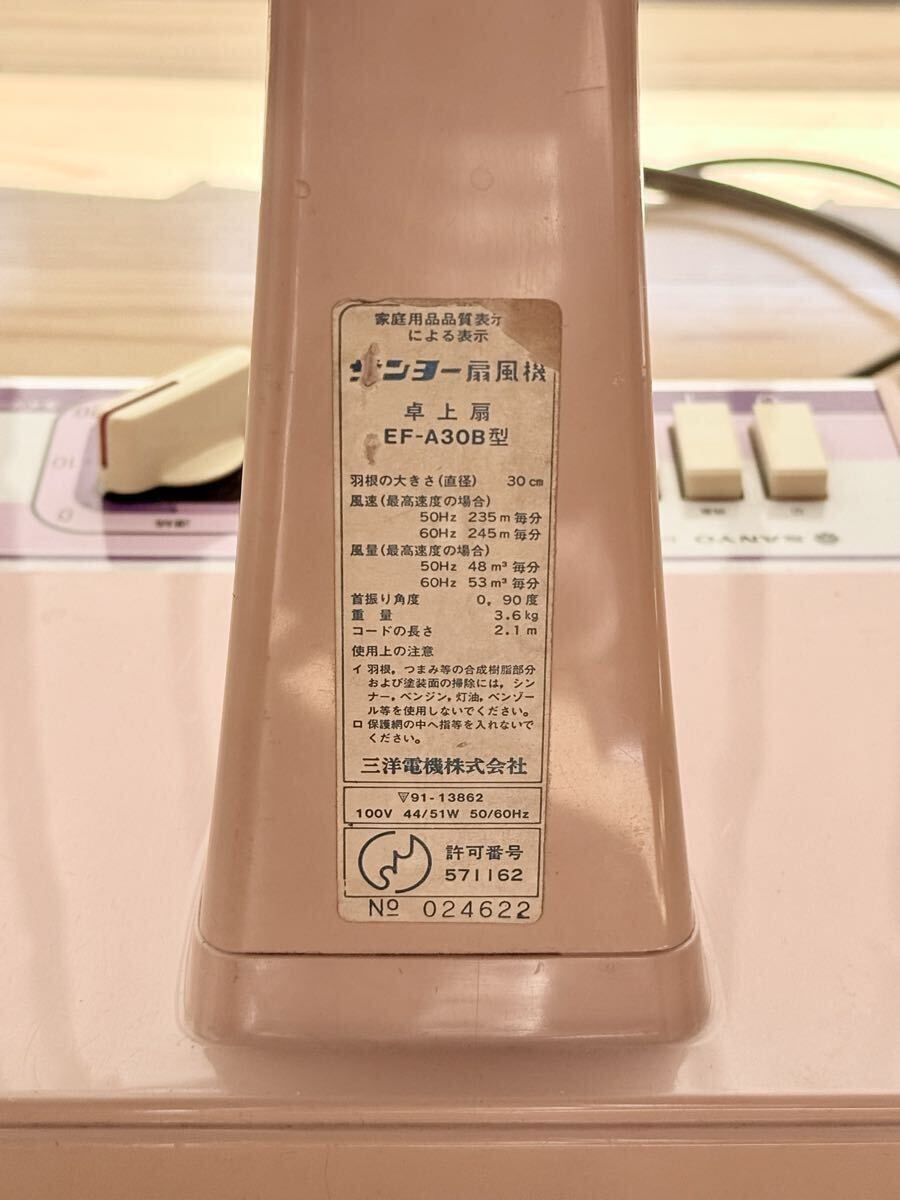 家庭用品品質表示
による表示
サンヨー扇風機
卓上扇
EF-A30B型
羽根の大きさ(直径) 30cm
風速(最高速度の場合)
50Hz 235m毎分
60Hz 245m毎分
風量(最高速度の場合)
50Hz 48m³毎分
60Hz 53m³毎分
首振り角度 0, 90度
重量 3.6kg
コードの長さ 2.1m
使用上の注意
イ 羽根, つまみ等の合成樹脂部分
および塗装面の掃除には, シン
ナー, ベンジン, 灯油, ベンゾー
ル等を使用しないでください。
ロ 保護網の中へ指等を入れないで
ください。
三洋電機株式会社
▽91-13862
100V 44/51W 50/60Hz
許可番号
571162
No 024622
0
10
SANYO